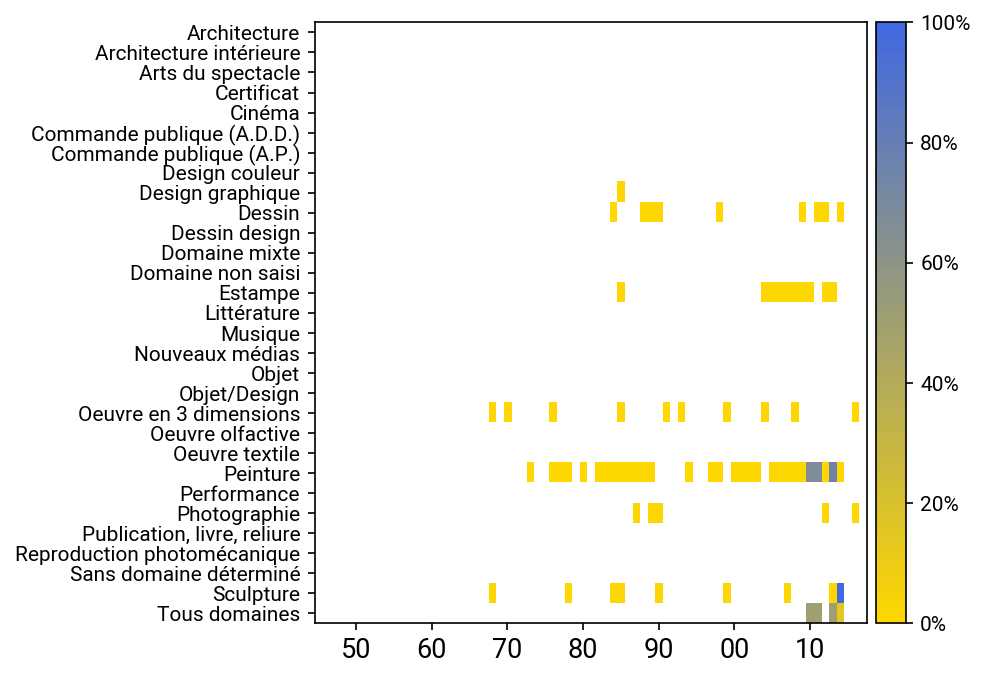 Architecture
Architecture intérieure
Arts du spectacle
Certificat
Cinéma
Commande publique (A.D.D.)
Commande publique (A.P.)
Design couleur
Design graphique
Dessin
Dessin design
Domaine mixte
Domaine non saisi
Estampe
Littérature
Musique
Nouveaux médias
Objet
Objet/Design
Oeuvre en 3 dimensions
Oeuvre olfactive
Oeuvre textile
Peinture
Performance
Photographie
Publication, livre, reliure
Reproduction photomécanique
Sans domaine déterminé
Sculpture
Tous domaines
50 60 70 80 90 00 10
100%
80%
60%
40%
20%
0%